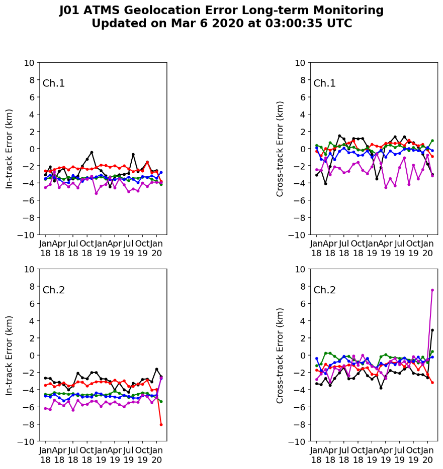 J01 ATMS Geolocation Error Long-term Monitoring
Updated on Mar 6 2020 at 03:00:35 UTC
10
8
6
4
2
0
−2
−4
−6
−8
−10
In-track Error (km)
Ch.1
Jan Apr Jul Oct Jan Apr Jul Oct Jan
18 18 18 18 19 19 19 19 20
10
8
6
4
2
0
−2
−4
−6
−8
−10
Cross-track Error (km)
Ch.1
Jan Apr Jul Oct Jan Apr Jul Oct Jan
18 18 18 18 19 19 19 19 20
10
8
6
4
2
0
−2
−4
−6
−8
−10
In-track Error (km)
Ch.2
Jan Apr Jul Oct Jan Apr Jul Oct Jan
18 18 18 18 19 19 19 19 20
10
8
6
4
2
0
−2
−4
−6
−8
−10
Cross-track Error (km)
Ch.2
Jan Apr Jul Oct Jan Apr Jul Oct Jan
18 18 18 18 19 19 19 19 20